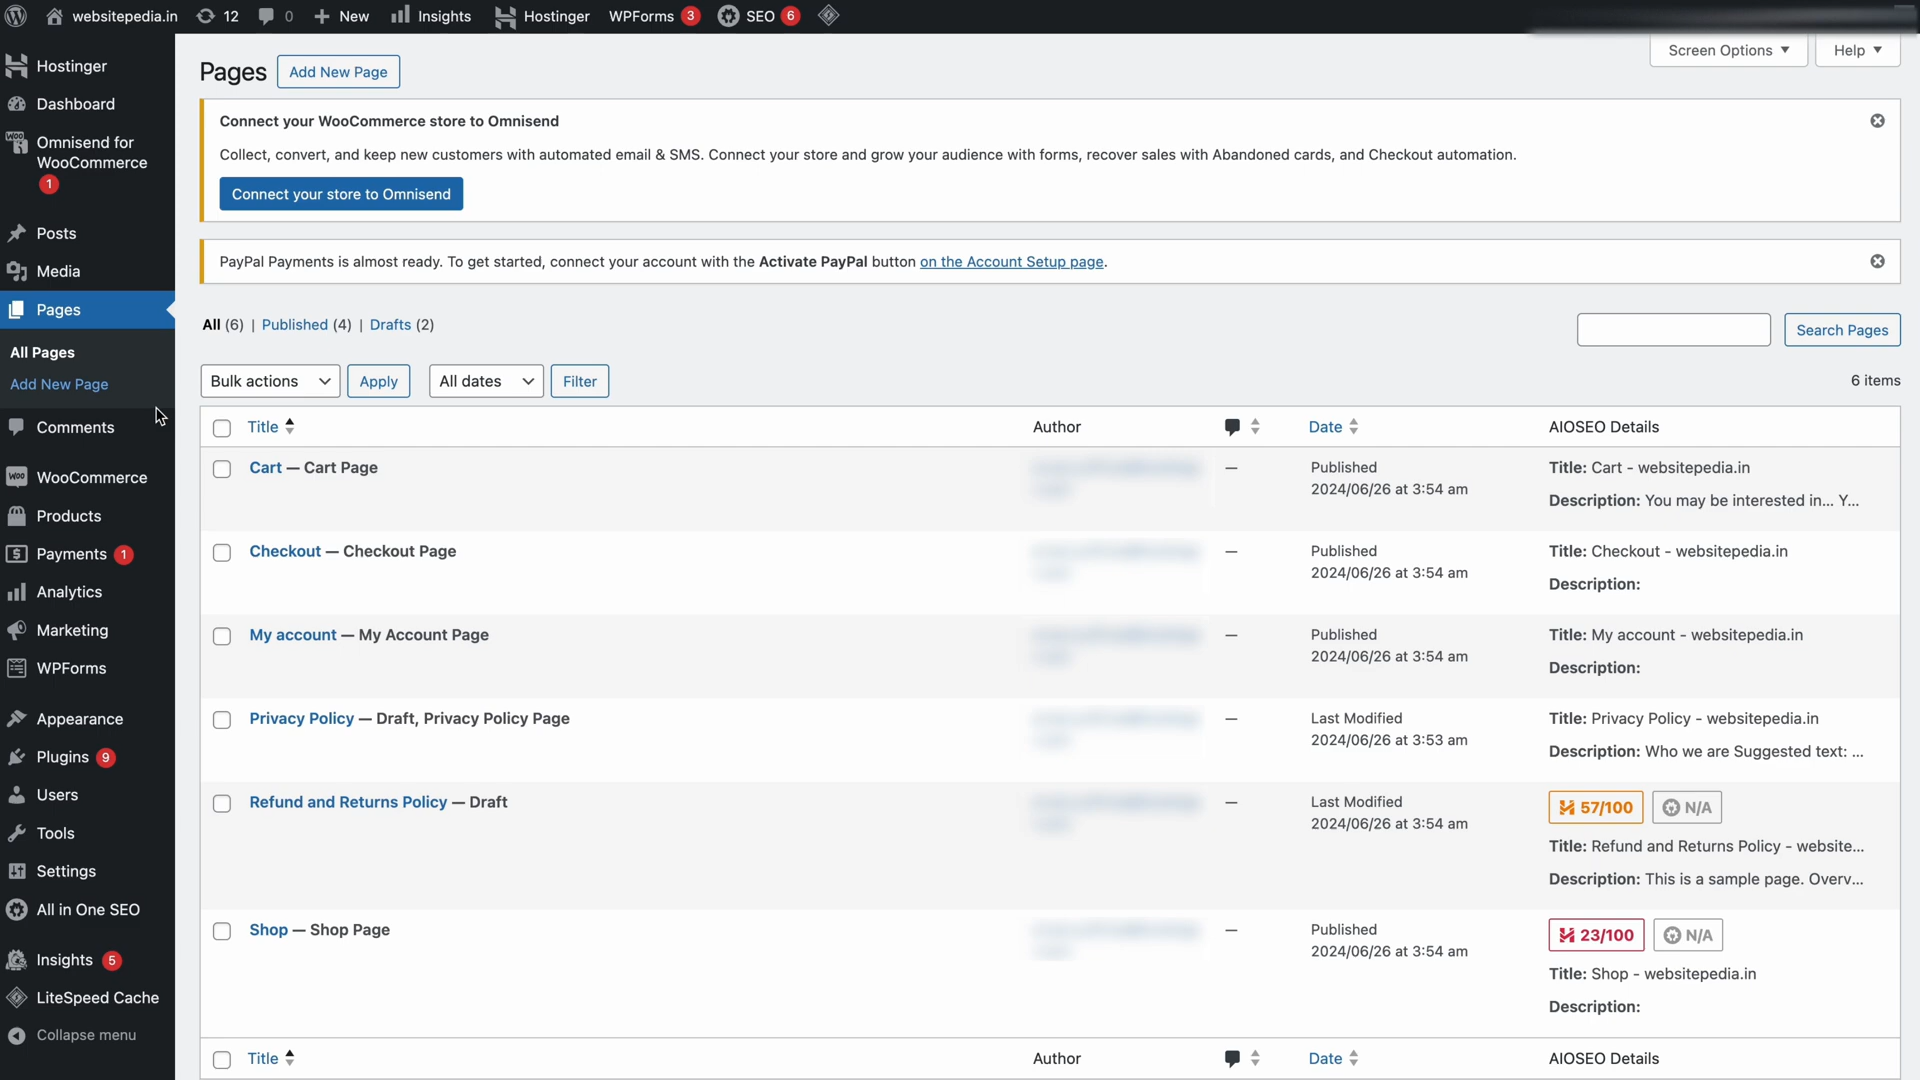 websitepedia.in 12 0 New Insights Hostinger WPForms 3 SEO 6
Hostinger
Dashboard
Omnisend for
WooCommerce
1
Posts
Media
Pages
All Pages
Add New Page
Comments
WooCommerce
Products
Payments 1
Analytics
Marketing
WPForms
Appearance
Plugins 9
Users
Tools
Settings
All in One SEO
Insights 5
LiteSpeed Cache
Collapse menu
Screen Options Help
Pages Add New Page
Connect your WooCommerce store to Omnisend
Collect, convert, and keep new customers with automated email & SMS. Connect your store and grow your audience with forms, recover sales with Abandoned cards, and Checkout automation.
Connect your store to Omnisend
PayPal Payments is almost ready. To get started, connect your account with the Activate PayPal button on the Account Setup page.
All (6) | Published (4) | Drafts (2)
Search Pages
Bulk actions Apply All dates Filter 6 items
Title Author Date AIOSEO Details
Cart — Cart Page — Published Title: Cart - websitepedia.in
2024/06/26 at 3:54 am Description: You may be interested in... Y...
Checkout — Checkout Page — Published Title: Checkout - websitepedia.in
2024/06/26 at 3:54 am Description:
My account — My Account Page — Published Title: My account - websitepedia.in
2024/06/26 at 3:54 am Description:
Privacy Policy — Draft, Privacy Policy Page — Last Modified Title: Privacy Policy - websitepedia.in
2024/06/26 at 3:53 am Description: Who we are Suggested text: ...
Refund and Returns Policy — Draft — Last Modified 57/100 N/A
2024/06/26 at 3:54 am
Title: Refund and Returns Policy - website...
Description: This is a sample page. Overv...
Shop — Shop Page — Published 23/100 N/A
2024/06/26 at 3:54 am
Title: Shop - websitepedia.in
Description:
Title Author Date AIOSEO Details